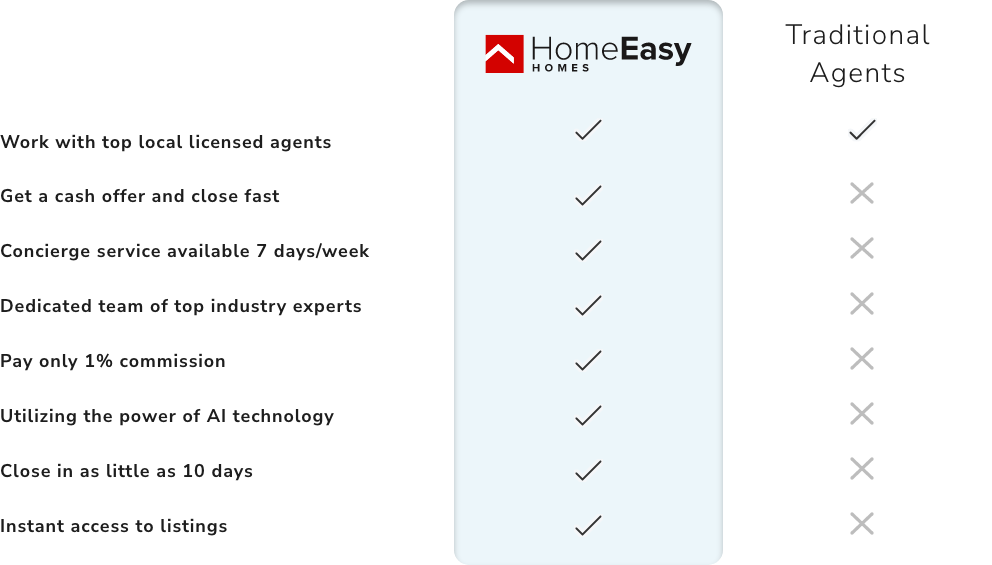 HomeEasy
HOMES
Traditional
Agents
Work with top local licensed agents
Get a cash offer and close fast
Concierge service available 7 days/week
Dedicated team of top industry experts
Pay only 1% commission
Utilizing the power of AI technology
Close in as little as 10 days
Instant access to listings